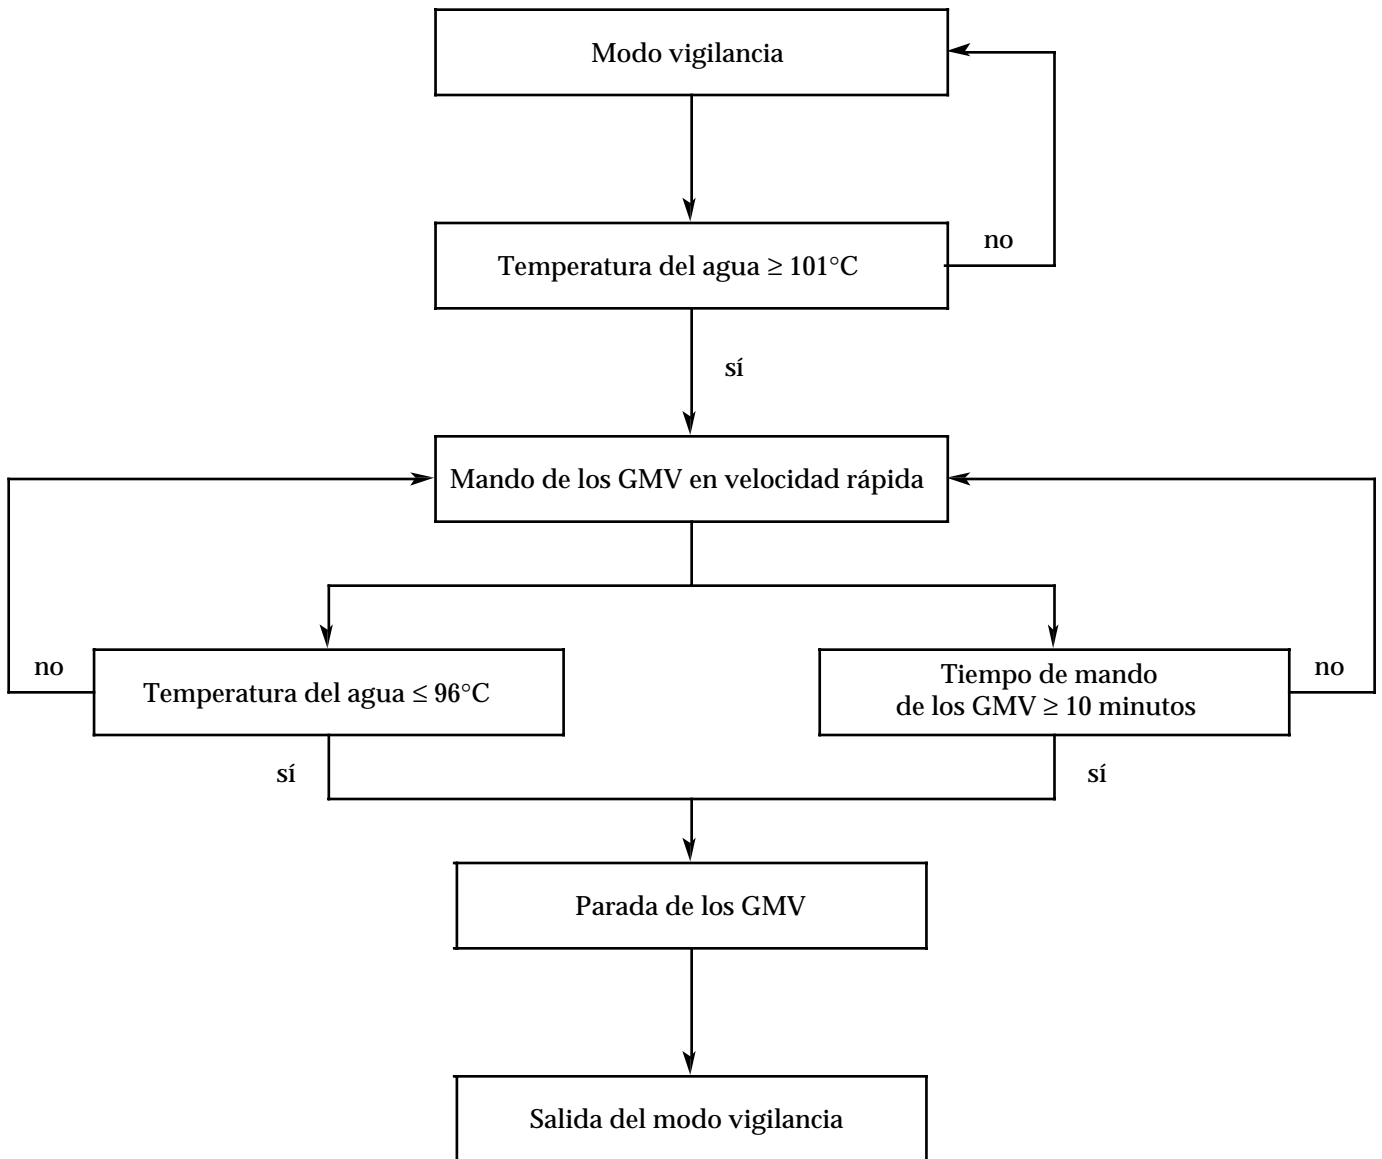 Modo vigilancia
no
Temperatura del agua ≥ 101°C
sí
Mando de los GMV en velocidad rápida
no
Temperatura del agua ≤ 96°C
Tiempo de mando
de los GMV ≥ 10 minutos
no
sí
sí
Parada de los GMV
Salida del modo vigilancia